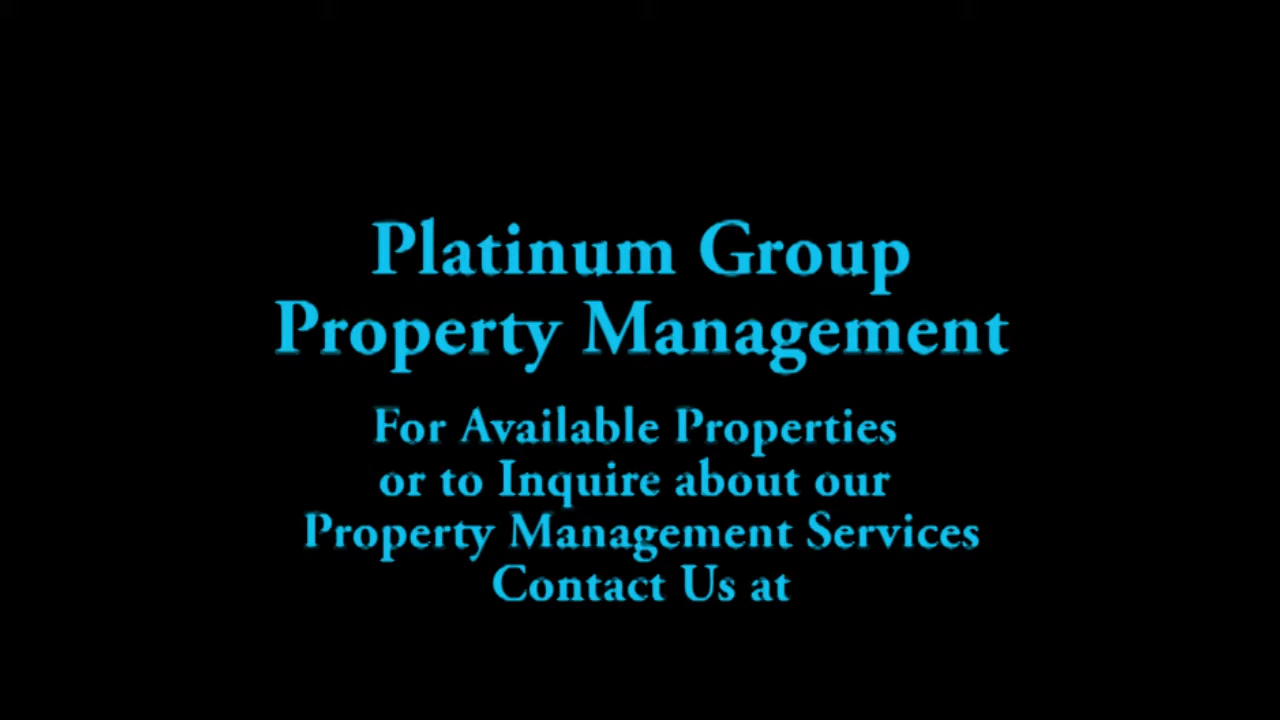 Platinum Group
Property Management
For Available Properties
or to Inquire about our
Property Management Services
Contact Us at